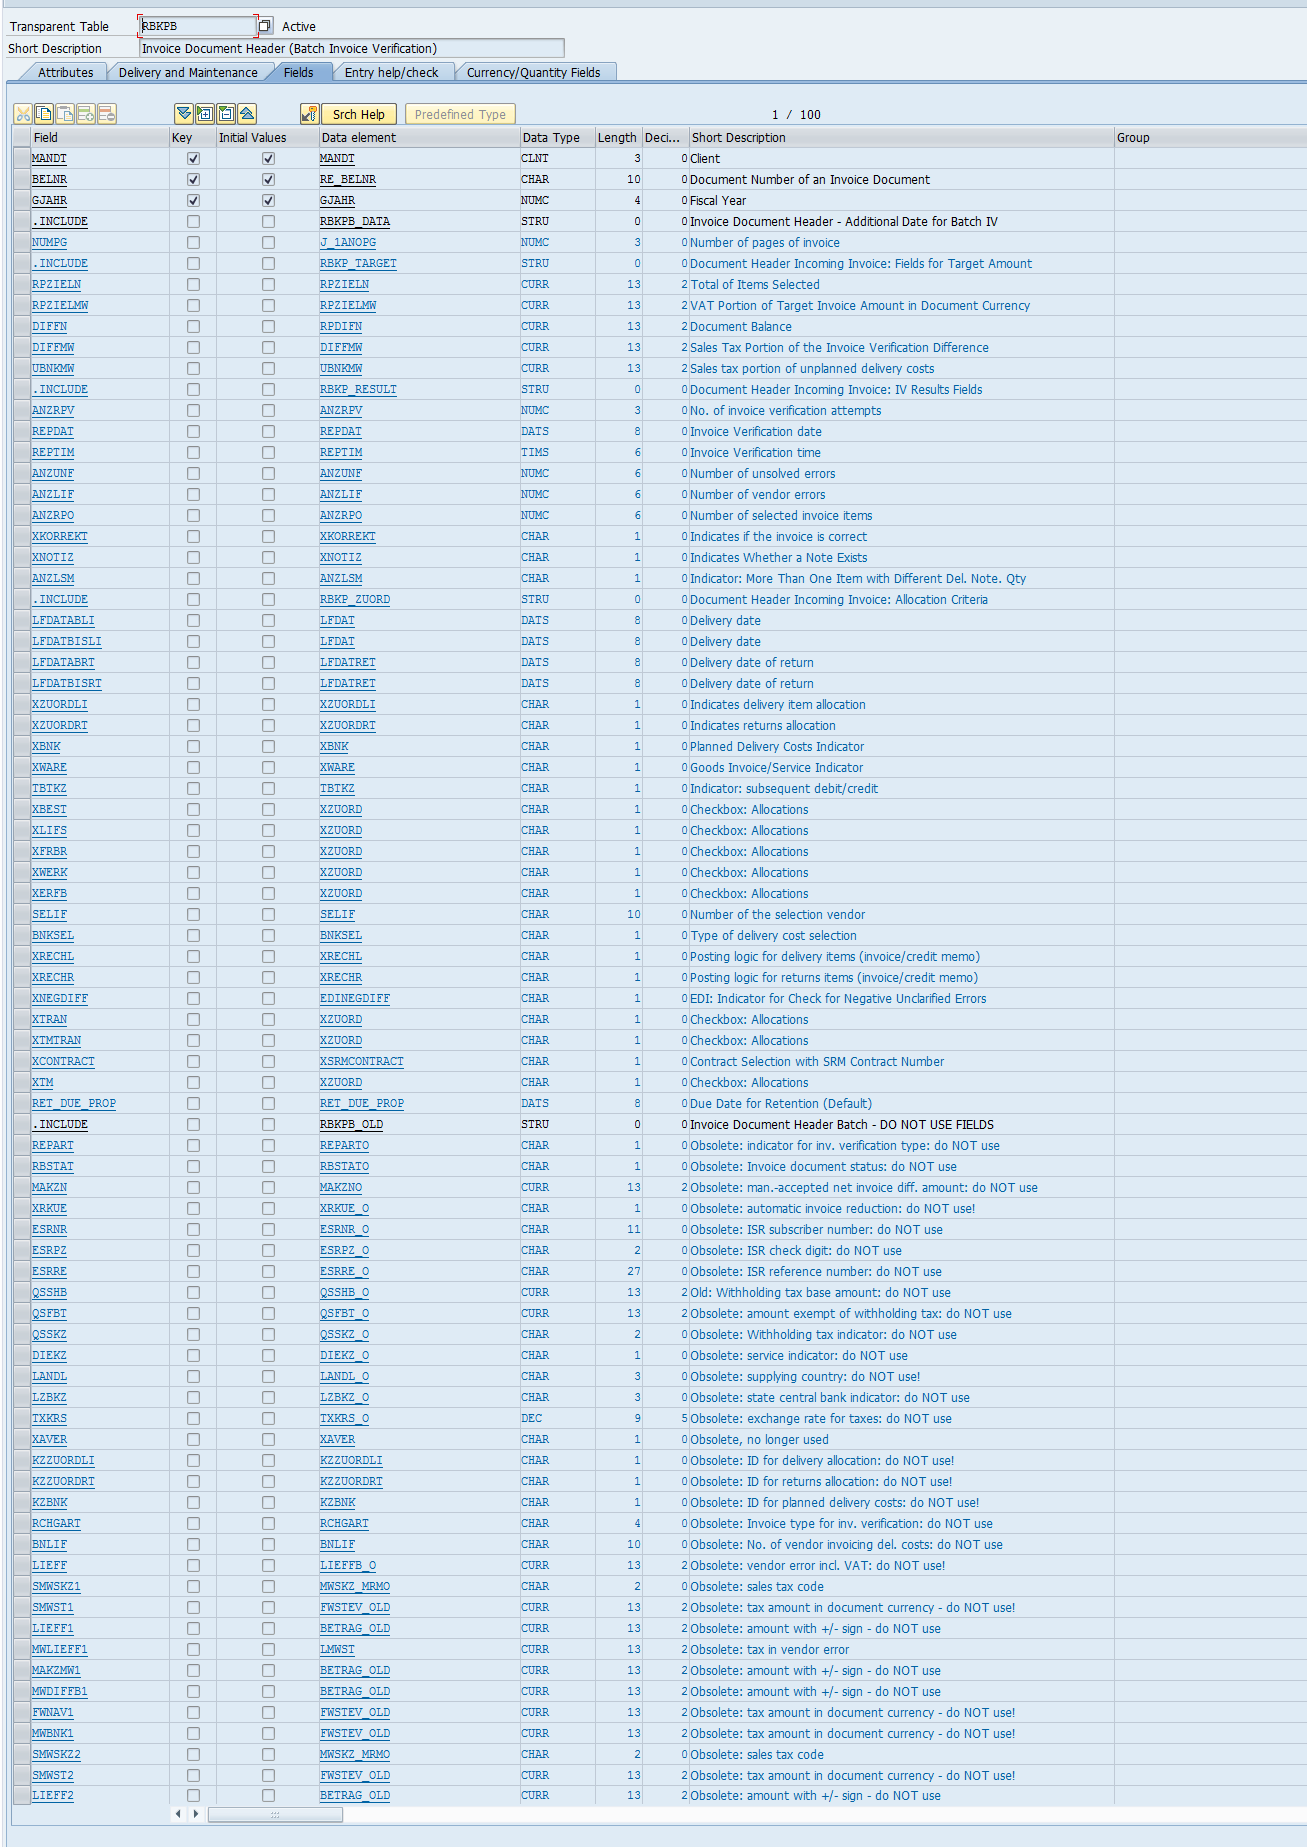 Transparent Table RBKPB Active
Short Description Invoice Document Header (Batch Invoice Verification)
Attributes Delivery and Maintenance Fields Entry help/check Currency/Quantity Fields
Srch Help Predefined Type 1 / 100
Field Key Initial Values Data element Data Type Length Deci... Short Description Group
MANDT MANDT CLNT 3 0 Client
BELNR RE_BELNR CHAR 10 0 Document Number of an Invoice Document
GJAHR GJAHR NUMC 4 0 Fiscal Year
.INCLUDE RBKPB_DATA STRU 0 0 Invoice Document Header - Additional Date for Batch IV
NUMPG J_1ANOPG NUMC 3 0 Number of pages of invoice
.INCLUDE RBKP_TARGET STRU 0 0 Document Header Incoming Invoice: Fields for Target Amount
RPZIELN RPZIELN CURR 13 2 Total of Items Selected
RPZIELMW RPZIELMW CURR 13 2 VAT Portion of Target Invoice Amount in Document Currency
DIFFN RPDIFN CURR 13 2 Document Balance
DIFFMW DIFFMW CURR 13 2 Sales Tax Portion of the Invoice Verification Difference
UBNKMW UBNKMW CURR 13 2 Sales tax portion of unplanned delivery costs
.INCLUDE RBKP_RESULT STRU 0 0 Document Header Incoming Invoice: IV Results Fields
ANZRPV ANZRPV NUMC 3 0 No. of invoice verification attempts
REPDAT REPDAT DATS 8 0 Invoice Verification date
REPTIM REPTIM TIMS 6 0 Invoice Verification time
ANZUNF ANZUNF NUMC 6 0 Number of unsolved errors
ANZLIF ANZLIF NUMC 6 0 Number of vendor errors
ANZRPO ANZRPO NUMC 6 0 Number of selected invoice items
XKORREKT XKORREKT CHAR 1 0 Indicates if the invoice is correct
XNOTIZ XNOTIZ CHAR 1 0 Indicates Whether a Note Exists
ANZLSM ANZLSM CHAR 1 0 Indicator: More Than One Item with Different Del. Note. Qty
.INCLUDE RBKP_ZUORD STRU 0 0 Document Header Incoming Invoice: Allocation Criteria
LFDATABLI LFDAT DATS 8 0 Delivery date
LFDATBISLI LFDAT DATS 8 0 Delivery date
LFDATABRT LFDATRET DATS 8 0 Delivery date of return
LFDATBISRT LFDATRET DATS 8 0 Delivery date of return
XZUORDLI XZUORDLI CHAR 1 0 Indicates delivery item allocation
XZUORDRT XZUORDRT CHAR 1 0 Indicates returns allocation
XBNK XBNK CHAR 1 0 Planned Delivery Costs Indicator
XWARE XWARE CHAR 1 0 Goods Invoice/Service Indicator
TBTKZ TBTKZ CHAR 1 0 Indicator: subsequent debit/credit
XBEST XZUORD CHAR 1 0 Checkbox: Allocations
XLIFS XZUORD CHAR 1 0 Checkbox: Allocations
XFRBR XZUORD CHAR 1 0 Checkbox: Allocations
XWERK XZUORD CHAR 1 0 Checkbox: Allocations
XERFB XZUORD CHAR 1 0 Checkbox: Allocations
SELIF SELIF CHAR 10 0 Number of the selection vendor
BNKSEL BNKSEL CHAR 1 0 Type of delivery cost selection
XRECHL XRECHL CHAR 1 0 Posting logic for delivery items (invoice/credit memo)
XRECHR XRECHR CHAR 1 0 Posting logic for returns items (invoice/credit memo)
XNEGDIFF EDINEGDIFF CHAR 1 0 EDI: Indicator for Check for Negative Unclarified Errors
XTRAN XZUORD CHAR 1 0 Checkbox: Allocations
XTMTRAN XZUORD CHAR 1 0 Checkbox: Allocations
XCONTRACT XSRMCONTRACT CHAR 1 0 Contract Selection with SRM Contract Number
XTM XZUORD CHAR 1 0 Checkbox: Allocations
RET_DUE_PROP RET_DUE_PROP DATS 8 0 Due Date for Retention (Default)
.INCLUDE RBKPB_OLD STRU 0 0 Invoice Document Header Batch - DO NOT USE FIELDS
REPART REPARTO CHAR 1 0 Obsolete: indicator for inv. verification type: do NOT use
RBSTAT RBSTATO CHAR 1 0 Obsolete: Invoice document status: do NOT use
MAKZN MAKZNO CURR 13 2 Obsolete: man.-accepted net invoice diff. amount: do NOT use
XRKUE XRKUE_O CHAR 1 0 Obsolete: automatic invoice reduction: do NOT use!
ESRNR ESRNR_O CHAR 11 0 Obsolete: ISR subscriber number: do NOT use
ESRPZ ESRPZ_O CHAR 2 0 Obsolete: ISR check digit: do NOT use
ESRRE ESRRE_O CHAR 27 0 Obsolete: ISR reference number: do NOT use
QSSHB QSSHB_O CURR 13 2 Old: Withholding tax base amount: do NOT use
QSFBT QSFBT_O CURR 13 2 Obsolete: amount exempt of withholding tax: do NOT use
QSSKZ QSSKZ_O CHAR 2 0 Obsolete: Withholding tax indicator: do NOT use
DIEKZ DIEKZ_O CHAR 1 0 Obsolete: service indicator: do NOT use
LANDL LANDL_O CHAR 3 0 Obsolete: supplying country: do NOT use!
LZBKZ LZBKZ_O CHAR 3 0 Obsolete: state central bank indicator: do NOT use
TXKRS TXKRS_O DEC 9 5 Obsolete: exchange rate for taxes: do NOT use
XAVER XAVER CHAR 1 0 Obsolete, no longer used
KZZUORDLI KZZUORDLI CHAR 1 0 Obsolete: ID for delivery allocation: do NOT use!
KZZUORDRT KZZUORDRT CHAR 1 0 Obsolete: ID for returns allocation: do NOT use!
KZBNK KZBNK CHAR 1 0 Obsolete: ID for planned delivery costs: do NOT use!
RCHGART RCHGART CHAR 4 0 Obsolete: Invoice type for inv. verification: do NOT use
BNLIF BNLIF CHAR 10 0 Obsolete: No. of vendor invoicing del. costs: do NOT use
LIEFF LIEFFB_O CURR 13 2 Obsolete: vendor error incl. VAT: do NOT use!
SMWSKZ1 MWSKZ_MRMO CHAR 2 0 Obsolete: sales tax code
SMWST1 FWSTEV_OLD CURR 13 2 Obsolete: tax amount in document currency - do NOT use!
LIEFF1 BETRAG_OLD CURR 13 2 Obsolete: amount with +/- sign - do NOT use
MWLIEFF1 LMWST CURR 13 2 Obsolete: tax in vendor error
MAKZMW1 BETRAG_OLD CURR 13 2 Obsolete: amount with +/- sign - do NOT use
MWDIFFB1 BETRAG_OLD CURR 13 2 Obsolete: amount with +/- sign - do NOT use
FWNAV1 FWSTEV_OLD CURR 13 2 Obsolete: tax amount in document currency - do NOT use!
MWBNK1 FWSTEV_OLD CURR 13 2 Obsolete: tax amount in document currency - do NOT use!
SMWSKZ2 MWSKZ_MRMO CHAR 2 0 Obsolete: sales tax code
SMWST2 FWSTEV_OLD CURR 13 2 Obsolete: tax amount in document currency - do NOT use!
LIEFF2 BETRAG_OLD CURR 13 2 Obsolete: amount with +/- sign - do NOT use